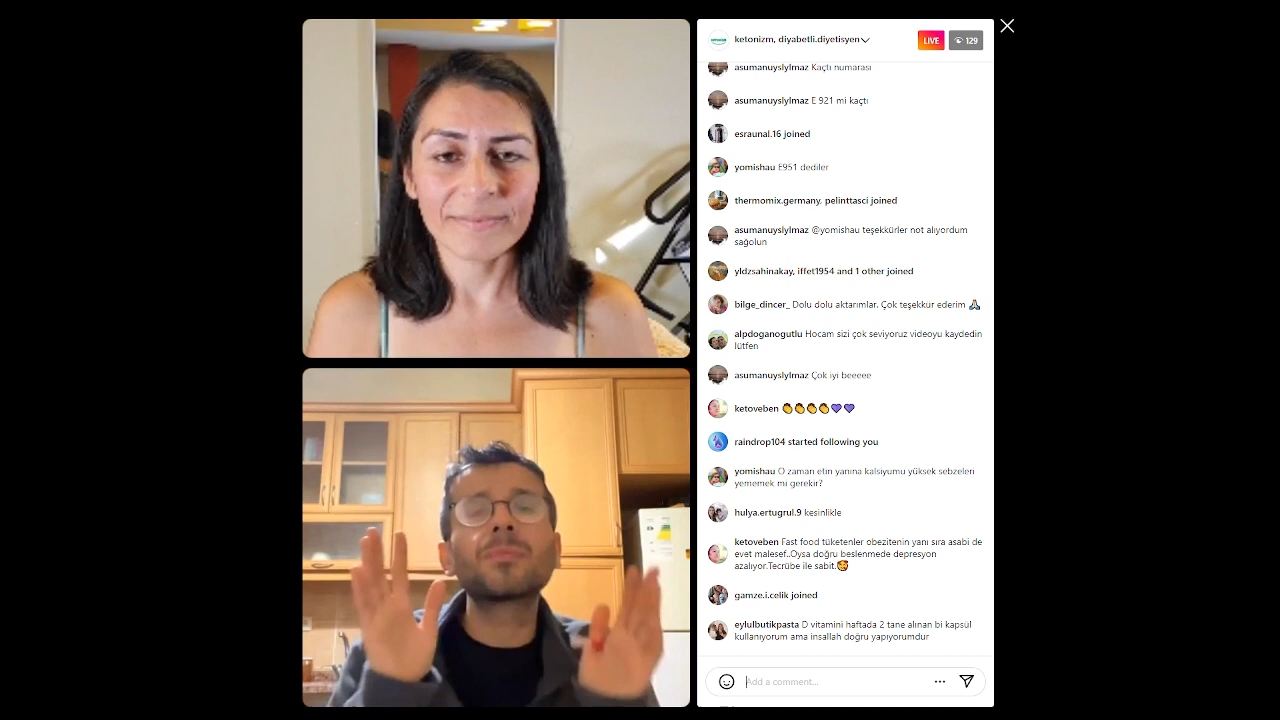 ketonizm, diyabetli.diyetisyen
LIVE
129
asumanuyslylmaz Kaçtı numarası
asumanuyslylmaz E 921 mi kaçtı
esraunal.16 joined
yomishau E951 dediler
thermomix.germany, pelinttasci joined
asumanuyslylmaz @yomishau teşekkürler not alıyordum
sağolun
yldzsahinakay, iffet1954 and 1 other joined
bilge_dincer_ Dolu dolu aktarımlar. Çok teşekkür ederim 🙏
alpdoganogutlu Hocam sizi çok seviyoruz videoyu kaydedin
lütfen
asumanuyslylmaz Çok iyi beeeee
ketoveben 👏👏👏👏💜💜
raindrop104 started following you
yomishau O zaman etin yanına kalsiyumu yüksek sebzeleri
yememek mi gerekir?
hulya.ertugrul.9 kesinlikle
ketoveben Fast food tüketenler obezitenin yanı sıra asabi de
evet malesef..Oysa doğru beslenmede depresyon
azalıyor.Tecrübe ile sabit.🥰
gamze.i.celik joined
eylulbutikpasta D vitamini haftada 2 tane alınan bi kapsül
kullanıyorum ama insallah doğru yapıyorumdur
Add a comment...